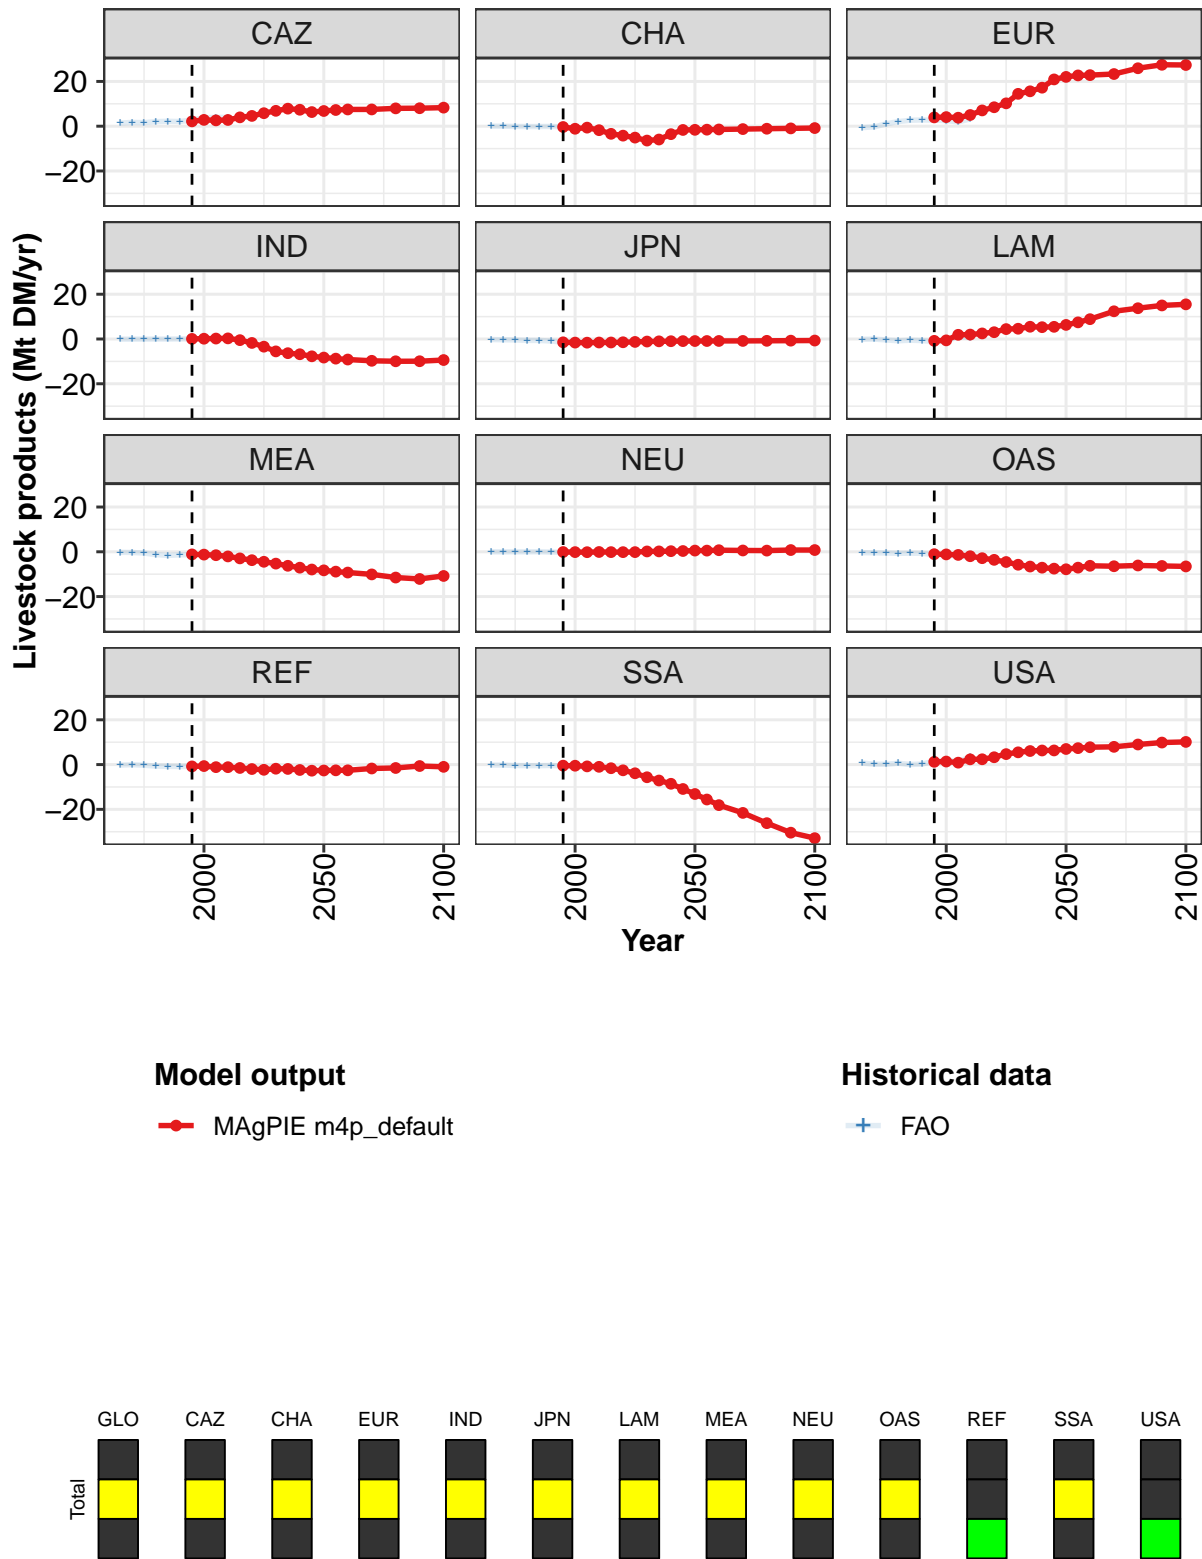 CAZ CHA EUR
20
0
−20
IND JPN LAM
20
0
−20
MEA NEU OAS
20
0
−20
REF SSA USA
20
0
−20
2000 2050 2100 2000 2050 2100 2000 2050 2100
Livestock products (Mt DM/yr)
Year
Model output Historical data
MAgPIE m4p_default FAO
GLO CAZ CHA EUR IND JPN LAM MEA NEU OAS REF SSA USA
Total